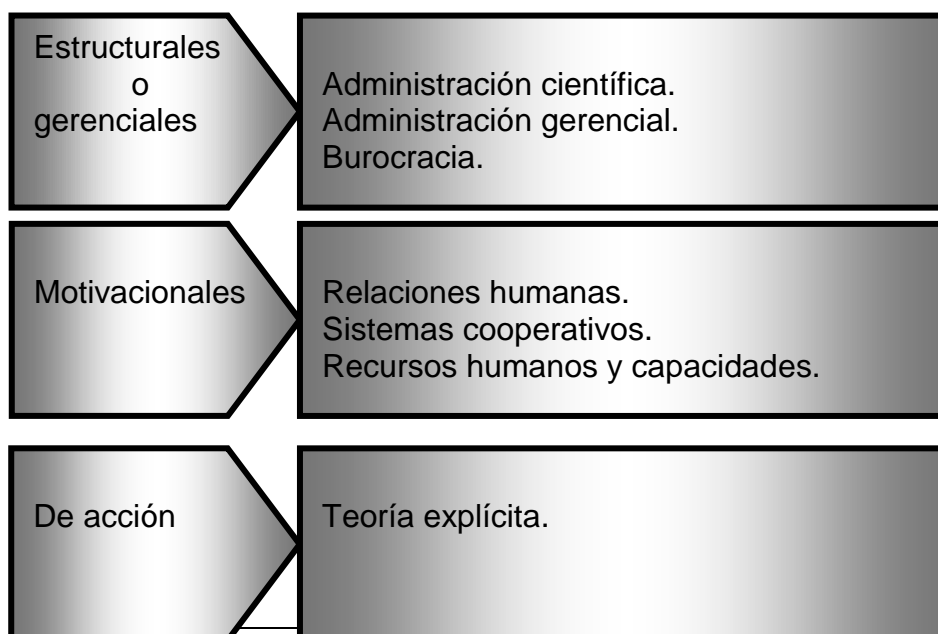 Estructurales
o
gerenciales
Administración científica.
Administración gerencial.
Burocracia.
Motivacionales
Relaciones humanas.
Sistemas cooperativos.
Recursos humanos y capacidades.
De acción
Teoría explícita.